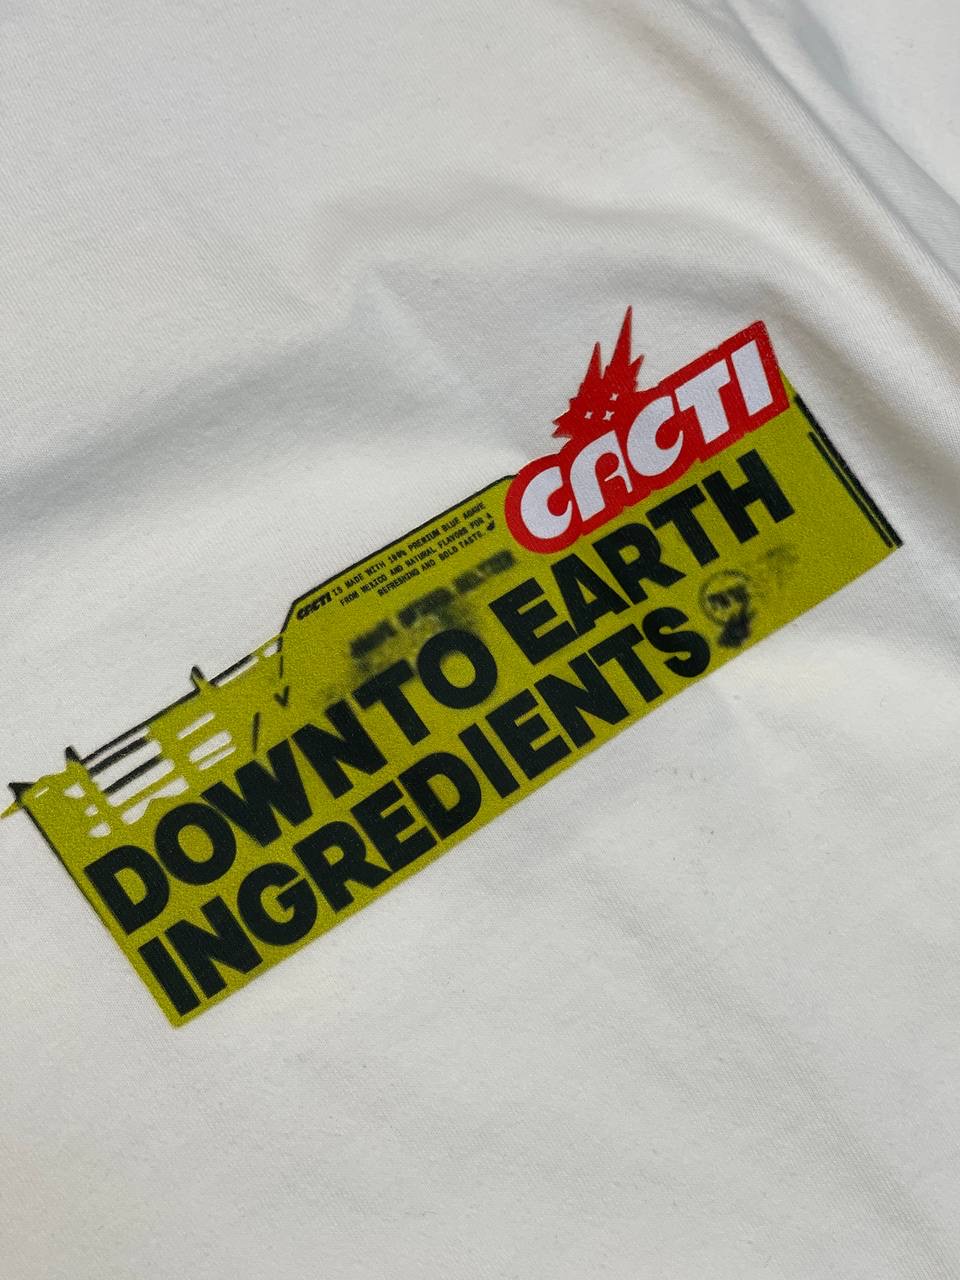 CACTI
CACTI IS MADE WITH 100% PREMIUM BLUE AGAVE
FROM MEXICO AND NATURAL FLAVORS FOR A
REFRESHING AND BOLD TASTE.
DOWN TO EARTH
INGREDIENTS